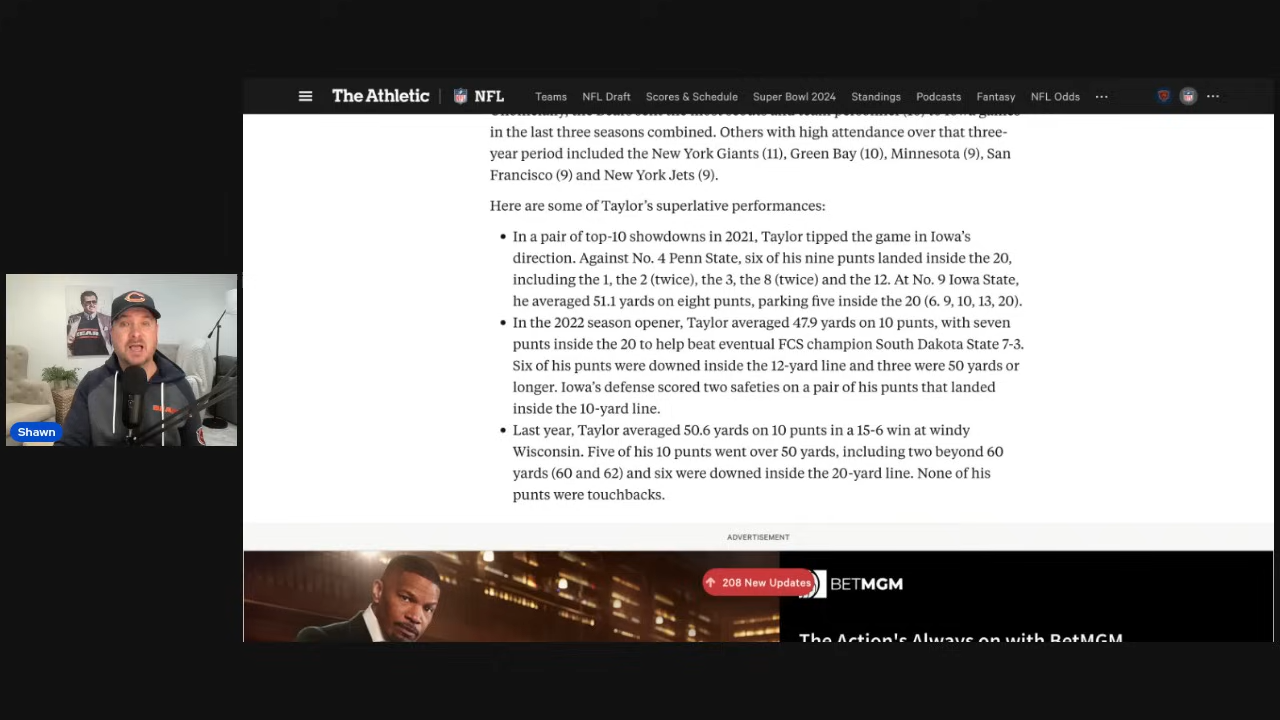 The Athletic NFL Teams NFL Draft Scores & Schedule Super Bowl 2024 Standings Podcasts Fantasy NFL Odds ...
in the last three seasons combined. Others with high attendance over that three-
year period included the New York Giants (11), Green Bay (10), Minnesota (9), San
Francisco (9) and New York Jets (9).
Here are some of Taylor’s superlative performances:
• In a pair of top-10 showdowns in 2021, Taylor tipped the game in Iowa’s
direction. Against No. 4 Penn State, six of his nine punts landed inside the 20,
including the 1, the 2 (twice), the 3, the 8 (twice) and the 12. At No. 9 Iowa State,
he averaged 51.1 yards on eight punts, parking five inside the 20 (6. 9, 10, 13, 20).
• In the 2022 season opener, Taylor averaged 47.9 yards on 10 punts, with seven
punts inside the 20 to help beat eventual FCS champion South Dakota State 7-3.
Six of his punts were downed inside the 12-yard line and three were 50 yards or
longer. Iowa’s defense scored two safeties on a pair of his punts that landed
inside the 10-yard line.
• Last year, Taylor averaged 50.6 yards on 10 punts in a 15-6 win at windy
Wisconsin. Five of his 10 punts went over 50 yards, including two beyond 60
yards (60 and 62) and six were downed inside the 20-yard line. None of his
punts were touchbacks.
Shawn
ADVERTISEMENT
208 New Updates
BETMGM
The Action's Always on with BetMGM